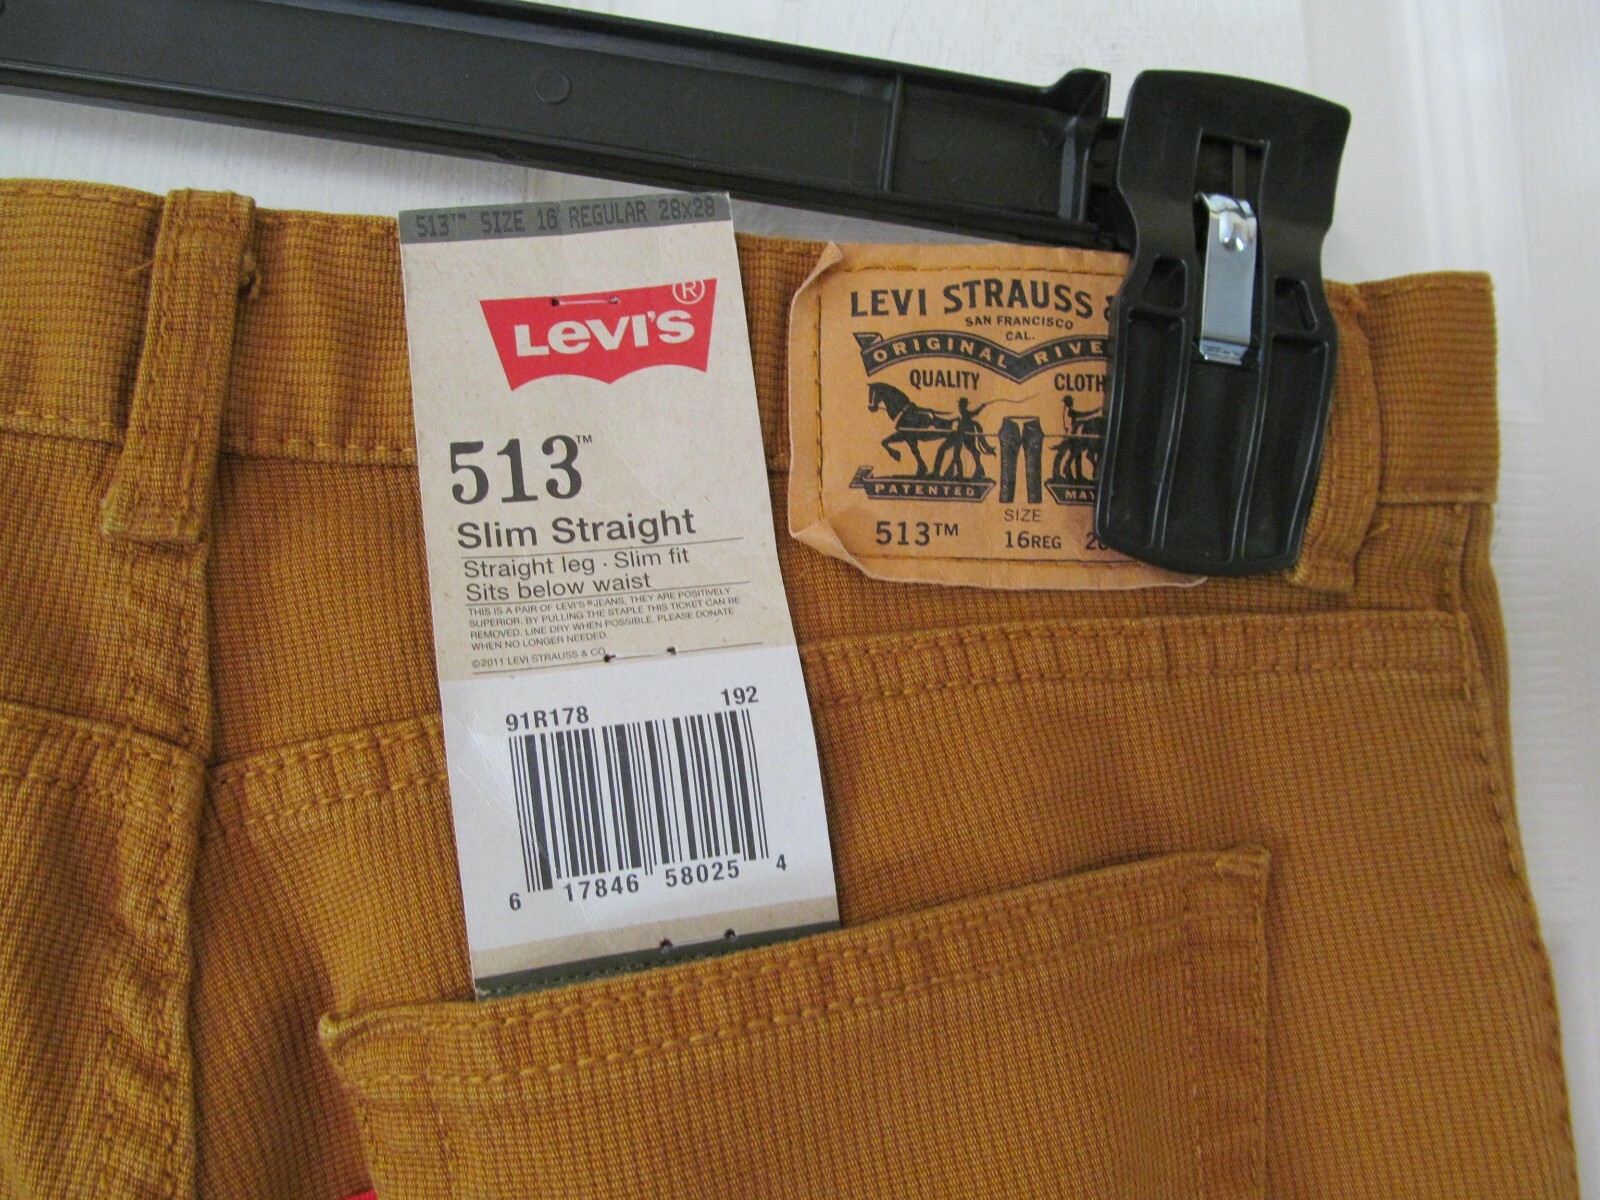 513™ SIZE 16 REGULAR 28x28
LEVI'S ®
513™
Slim Straight
Straight leg · Slim fit
Sits below waist
THIS IS A PAIR OF LEVI'S® JEANS. THEY ARE POSITIVELY
SUPERIOR. BY PULLING THE STAPLE THIS TICKET CAN BE
REMOVED. LINE DRY WHEN POSSIBLE. PLEASE DONATE
WHEN NO LONGER NEEDED.
©2011 LEVI STRAUSS & CO.
91R178 192
6 17846 58025 4
LEVI STRAUSS
SAN FRANCISCO
CAL.
ORIGINAL RIVE
QUALITY CLOTH
PATENTED MAY
SIZE
513™ 16REG